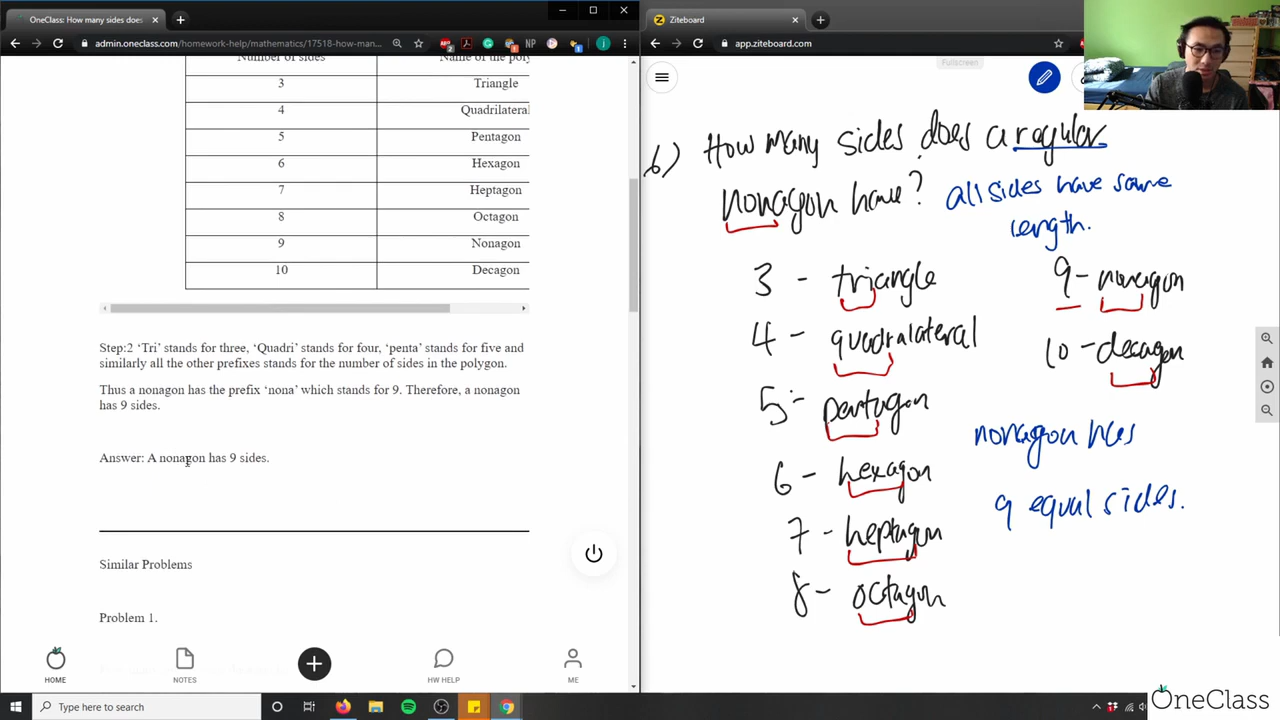 OneClass: How many sides does
Ziteboard
admin.oneclass.com/homework-help/mathematics/17518-how-man...
app.ziteboard.com
Fullscreen
Number of sides Name of the poly
3 Triangle
4 Quadrilateral
5 Pentagon
6 Hexagon
7 Heptagon
8 Octagon
9 Nonagon
10 Decagon
Step:2 ‘Tri’ stands for three, ‘Quadri’ stands for four, ‘penta’ stands for five and
similarly all the other prefixes stands for the number of sides in the polygon.
Thus a nonagon has the prefix ‘nona’ which stands for 9. Therefore, a nonagon
has 9 sides.
Answer: A nonagon has 9 sides.
Similar Problems
Problem 1.
HOME NOTES HW HELP ME
Type here to search
6) How many sides does a regular
nonagon have?
all sides have same
length.
3 - triangle
4 - quadralateral
5 - pentagon
6 - hexagon
7 - heptagon
8 - octagon
9 - nonagon
10 - decagon
nonagon has
9 equal sides.
OneClass